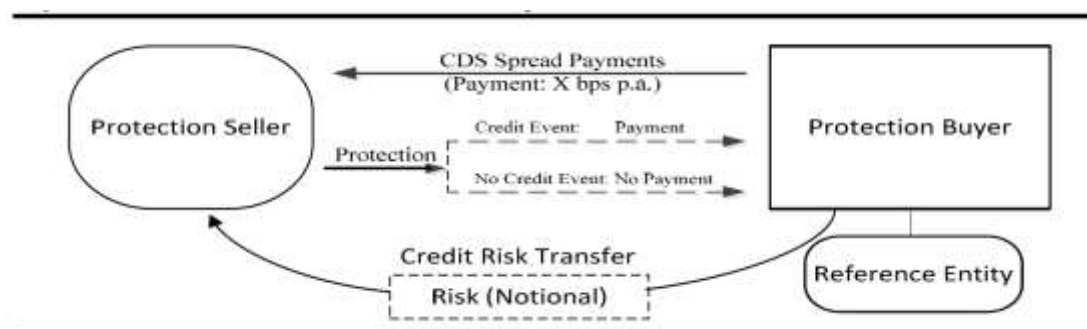 CDS Spread Payments
(Payment: X bps p.a.)
Protection Seller
Credit Event: Payment
Protection Buyer
Protection
No Credit Event: No Payment
Credit Risk Transfer
Risk (Notional)
Reference Entity